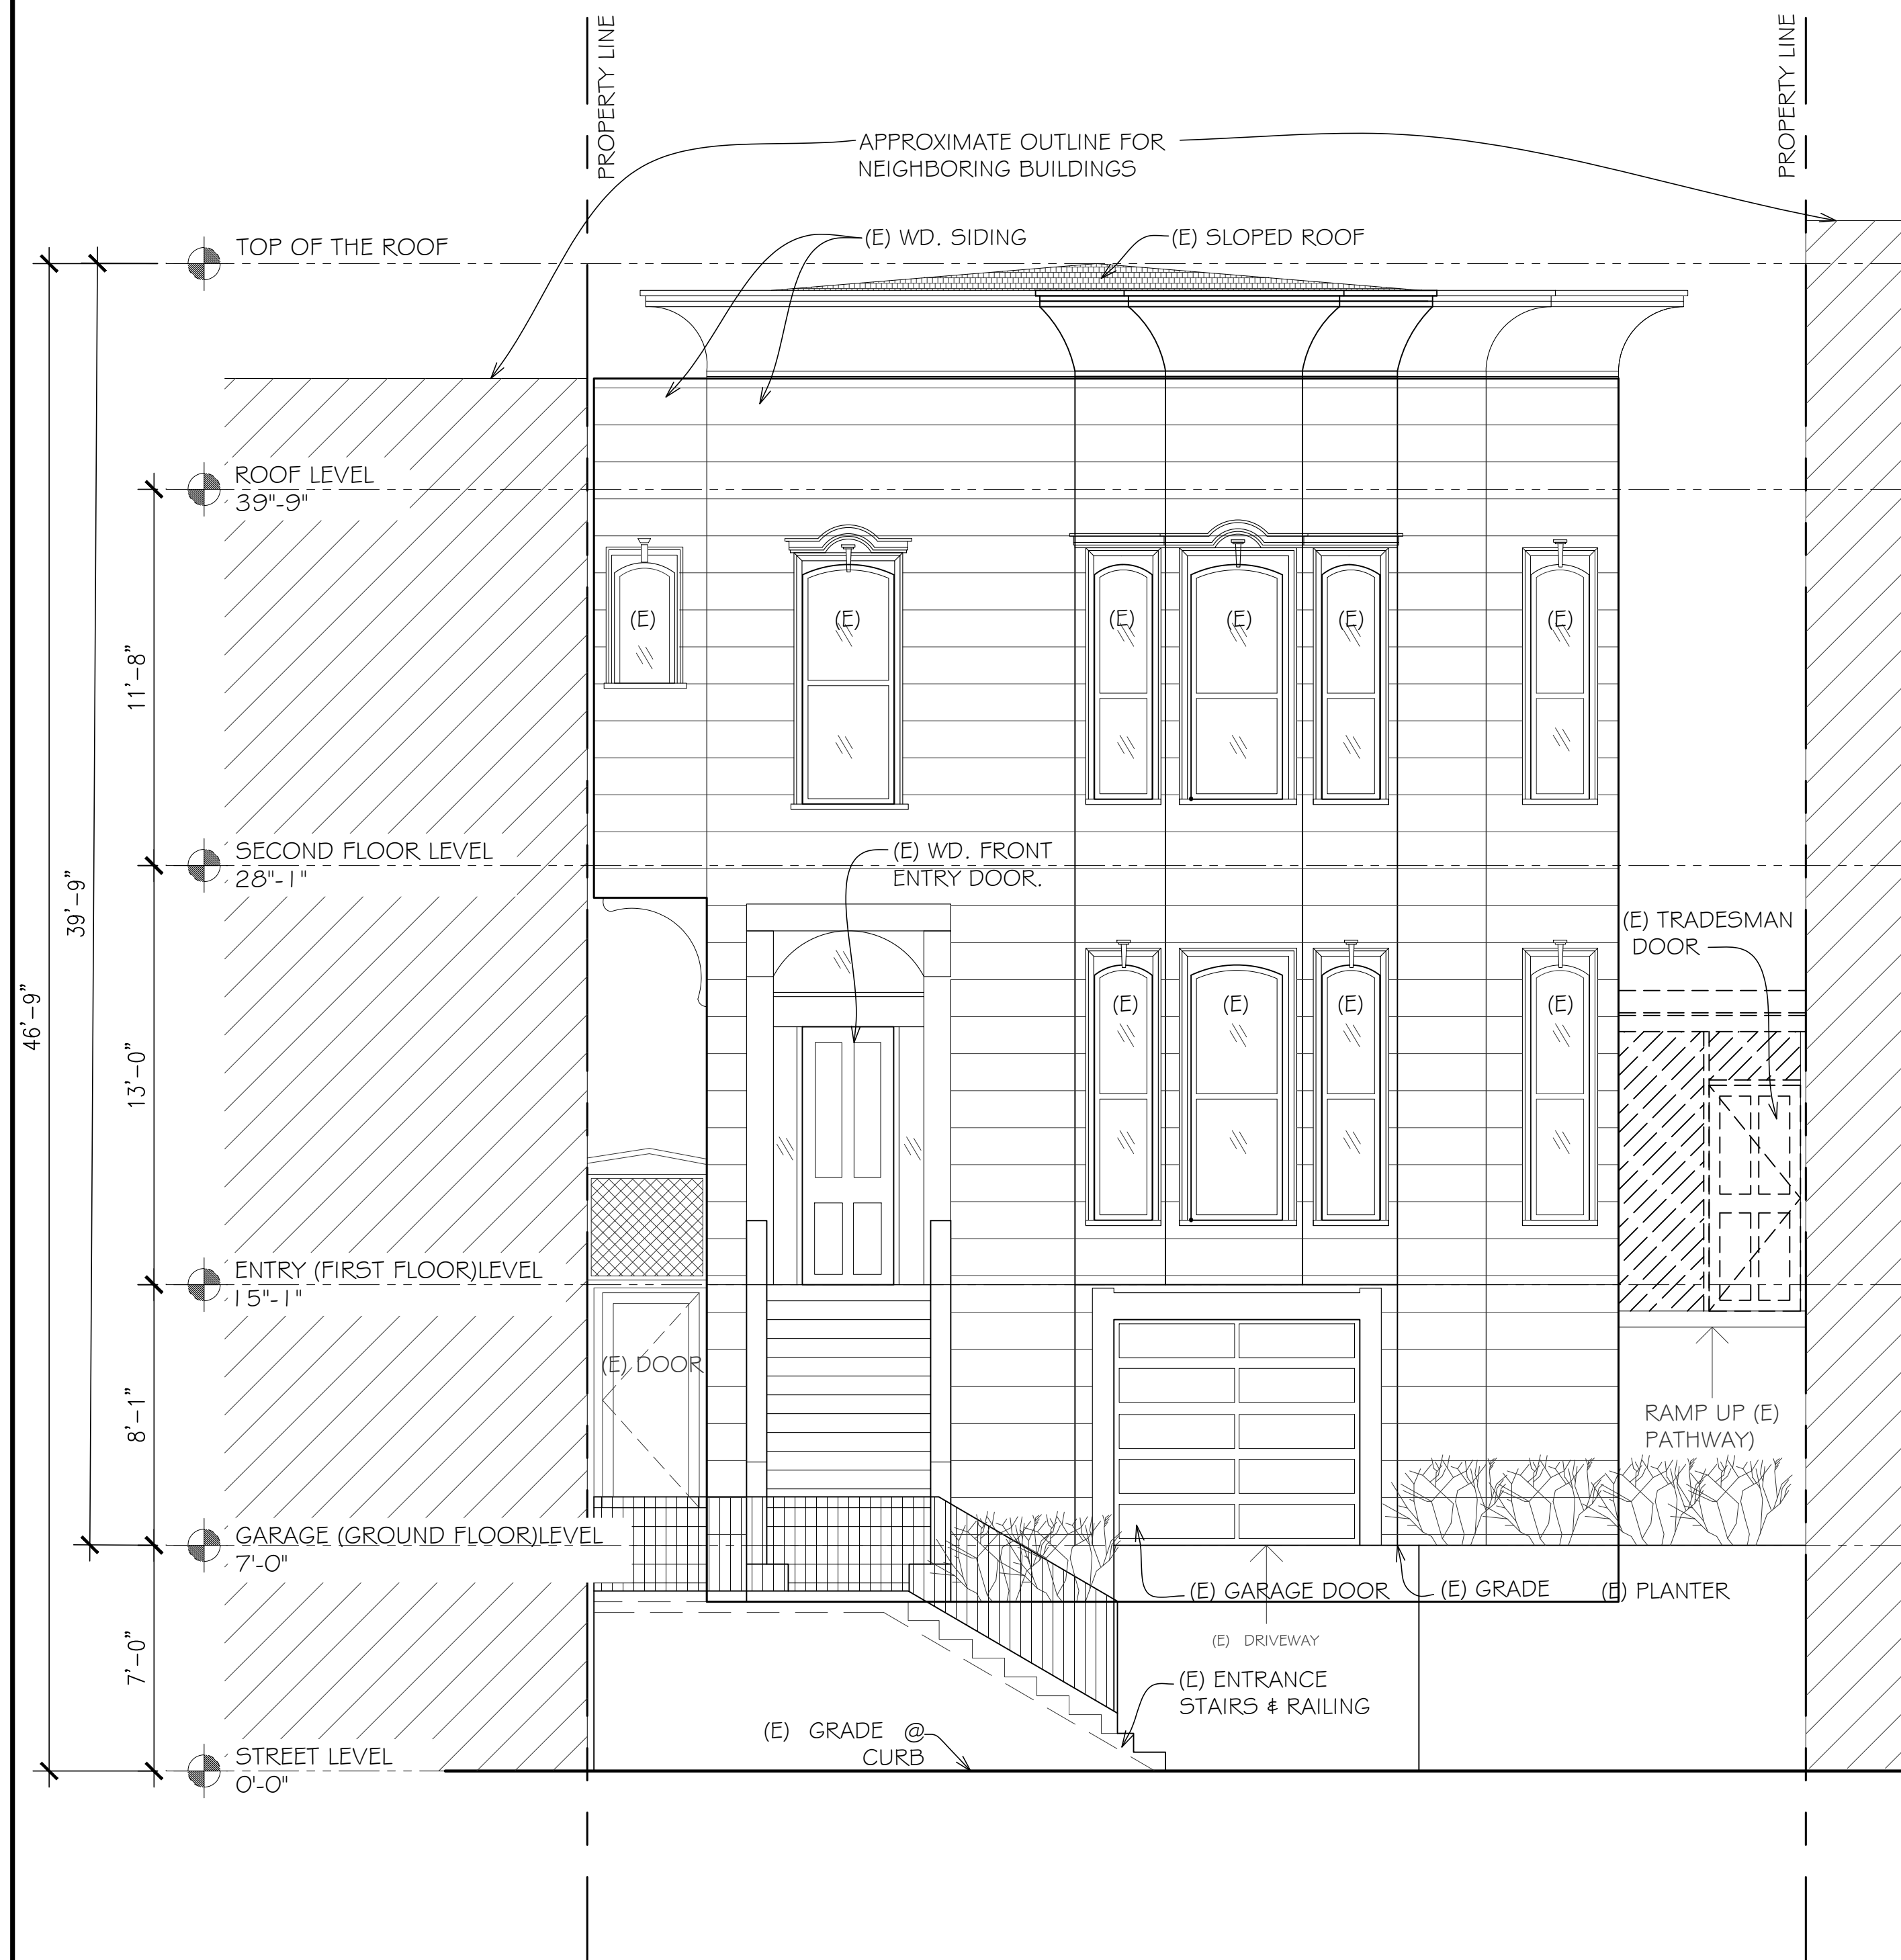 PROPERTY LINE
PROPERTY LINE
APPROXIMATE OUTLINE FOR
NEIGHBORING BUILDINGS
TOP OF THE ROOF
(E) WD. SIDING
(E) SLOPED ROOF
ROOF LEVEL
39"-9"
(E)
(E)
(E)
(E)
(E)
(E)
11'-8"
SECOND FLOOR LEVEL
28"-1"
(E) WD. FRONT
ENTRY DOOR.
39'-9"
(E) TRADESMAN
DOOR
46'-9"
(E)
(E)
(E)
(E)
13'-0"
ENTRY (FIRST FLOOR)LEVEL
15"-1"
(E) DOOR
8'-1"
RAMP UP (E)
PATHWAY)
GARAGE (GROUND FLOOR)LEVEL
7'-0"
(E) GARAGE DOOR
(E) GRADE
(E) PLANTER
(E) DRIVEWAY
7'-0"
(E) ENTRANCE
STAIRS & RAILING
(E) GRADE @
CURB
STREET LEVEL
0'-0"